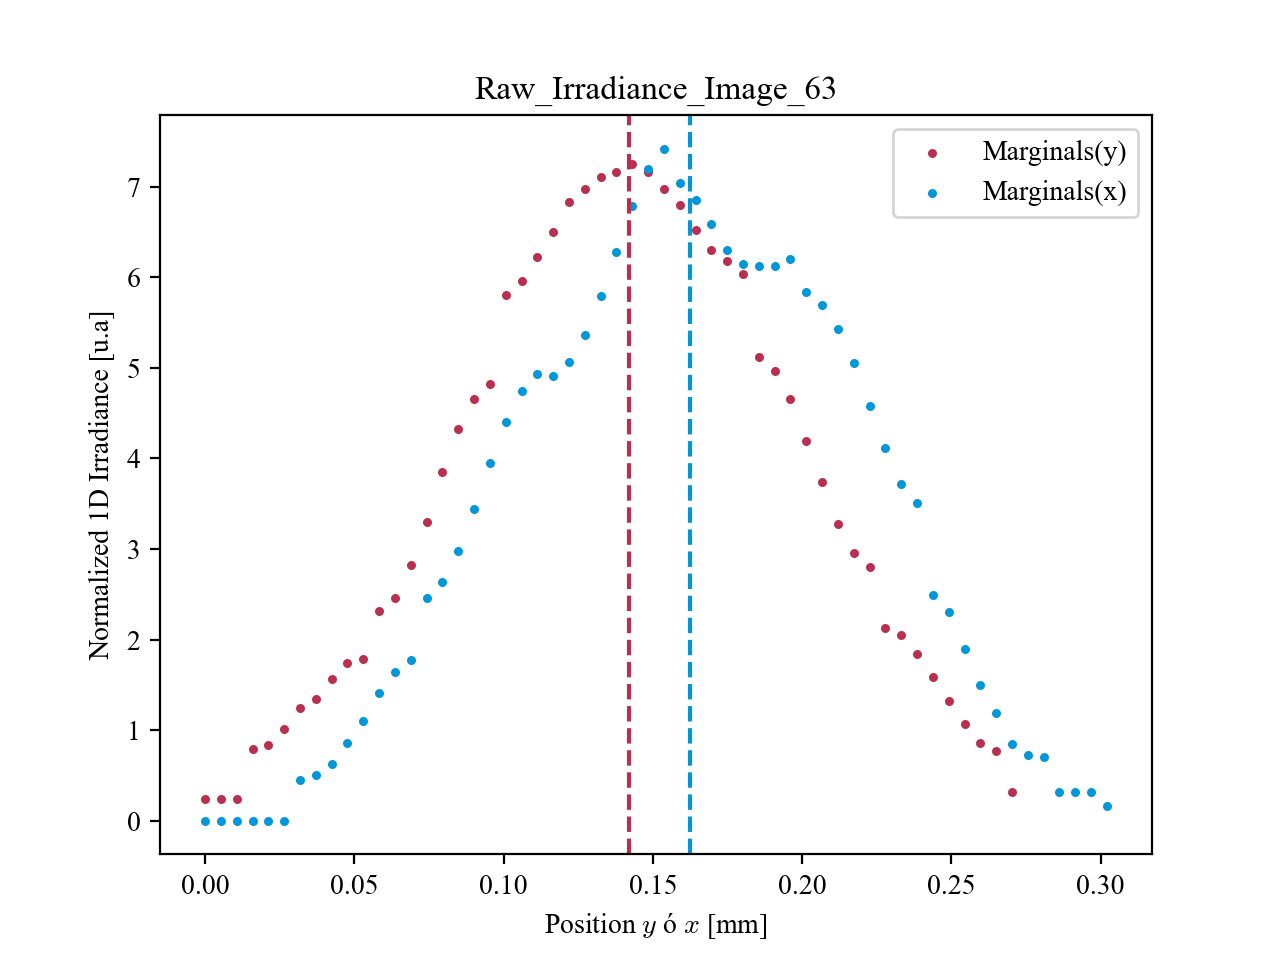 Raw_Irradiance_Image_63
Marginals(y)
Marginals(x)
7
6
5
4
3
2
1
0
Normalized 1D Irradiance [u.a]
0.00 0.05 0.10 0.15 0.20 0.25 0.30
Position y ó x [mm]